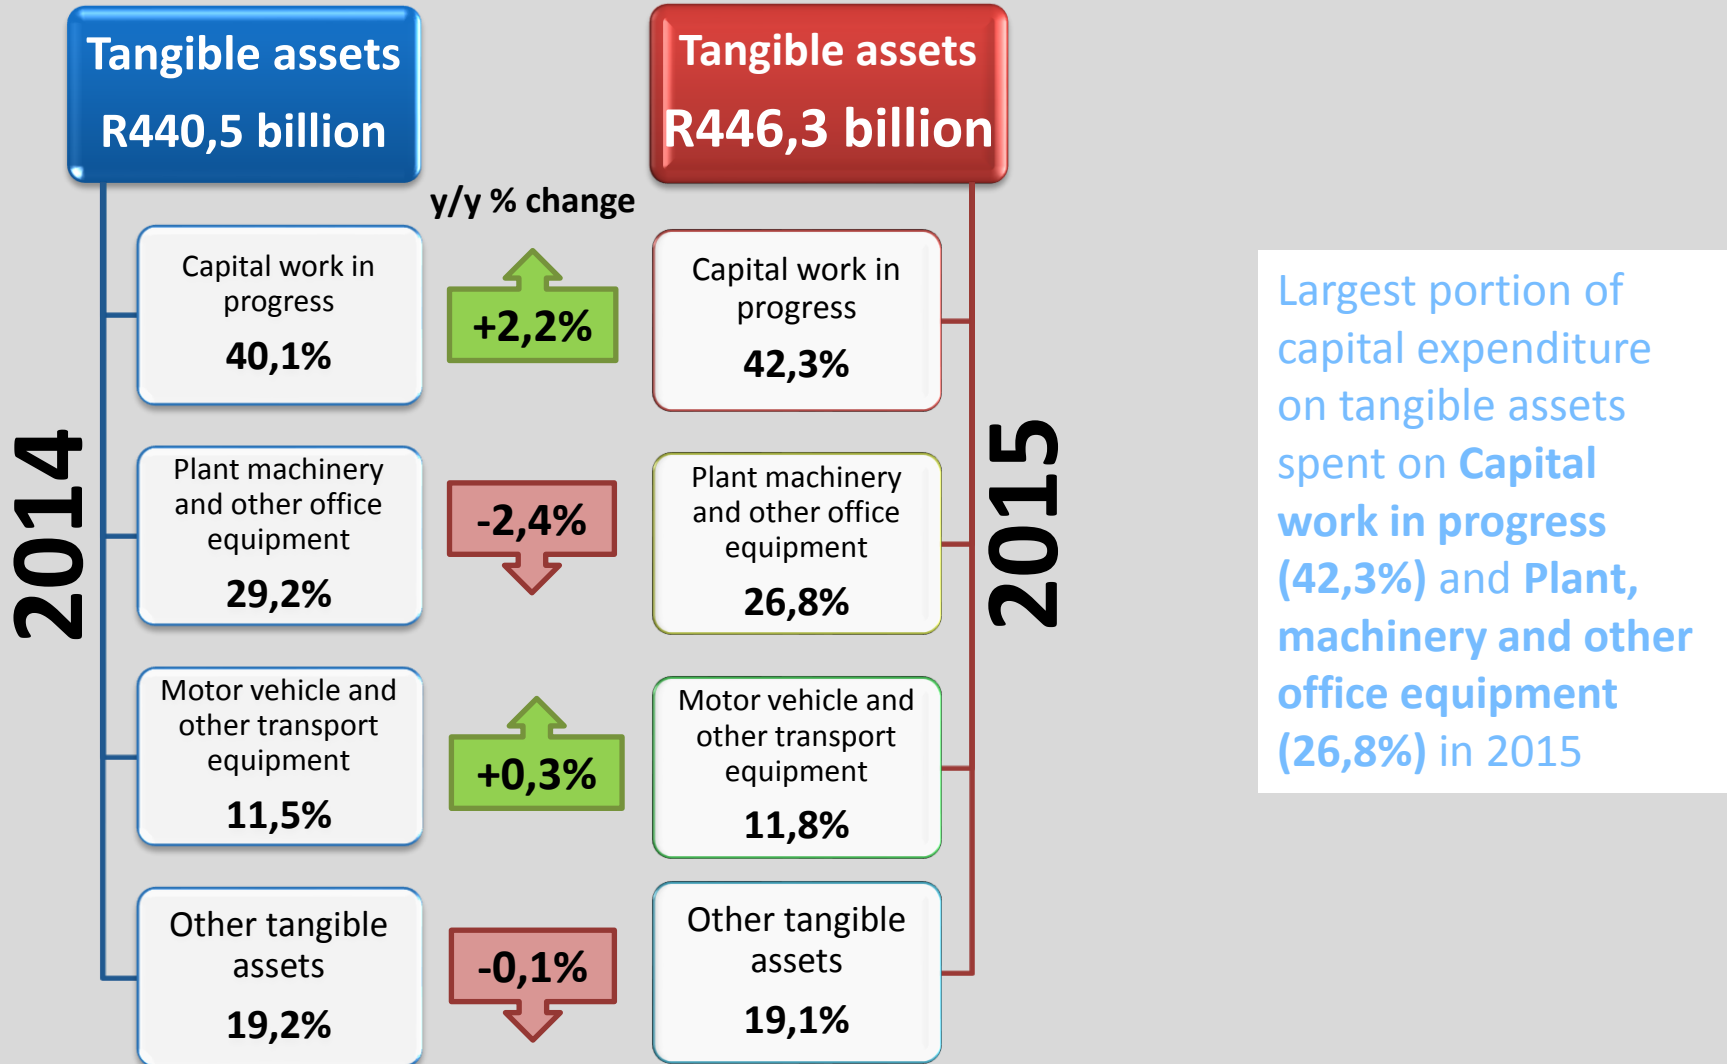 Tangible assets
R440,5 billion
Tangible assets
R446,3 billion
y/y % change
2014
Capital work in
progress
40,1%
+2,2%
Capital work in
progress
42,3%
Plant machinery
and other office
equipment
29,2%
-2,4%
Plant machinery
and other office
equipment
26,8%
Motor vehicle and
other transport
equipment
11,5%
+0,3%
Motor vehicle and
other transport
equipment
11,8%
Other tangible
assets
19,2%
-0,1%
Other tangible
assets
19,1%
2015
Largest portion of
capital expenditure
on tangible assets
spent on Capital
work in progress
(42,3%) and Plant,
machinery and other
office equipment
(26,8%) in 2015